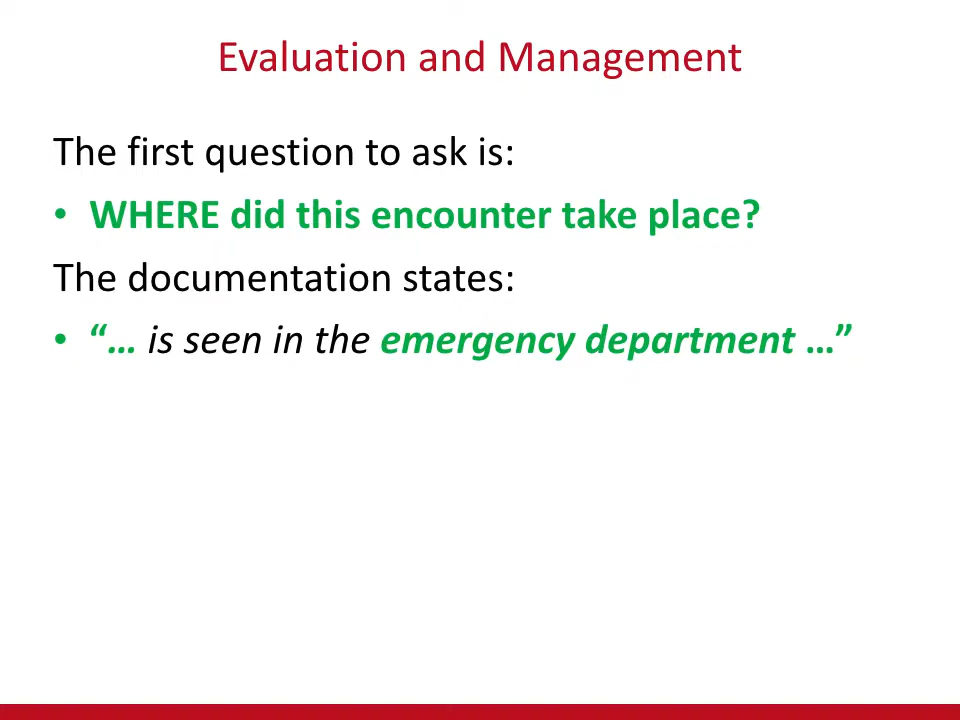 Evaluation and Management
The first question to ask is:
• WHERE did this encounter take place?
The documentation states:
• “… is seen in the emergency department …”